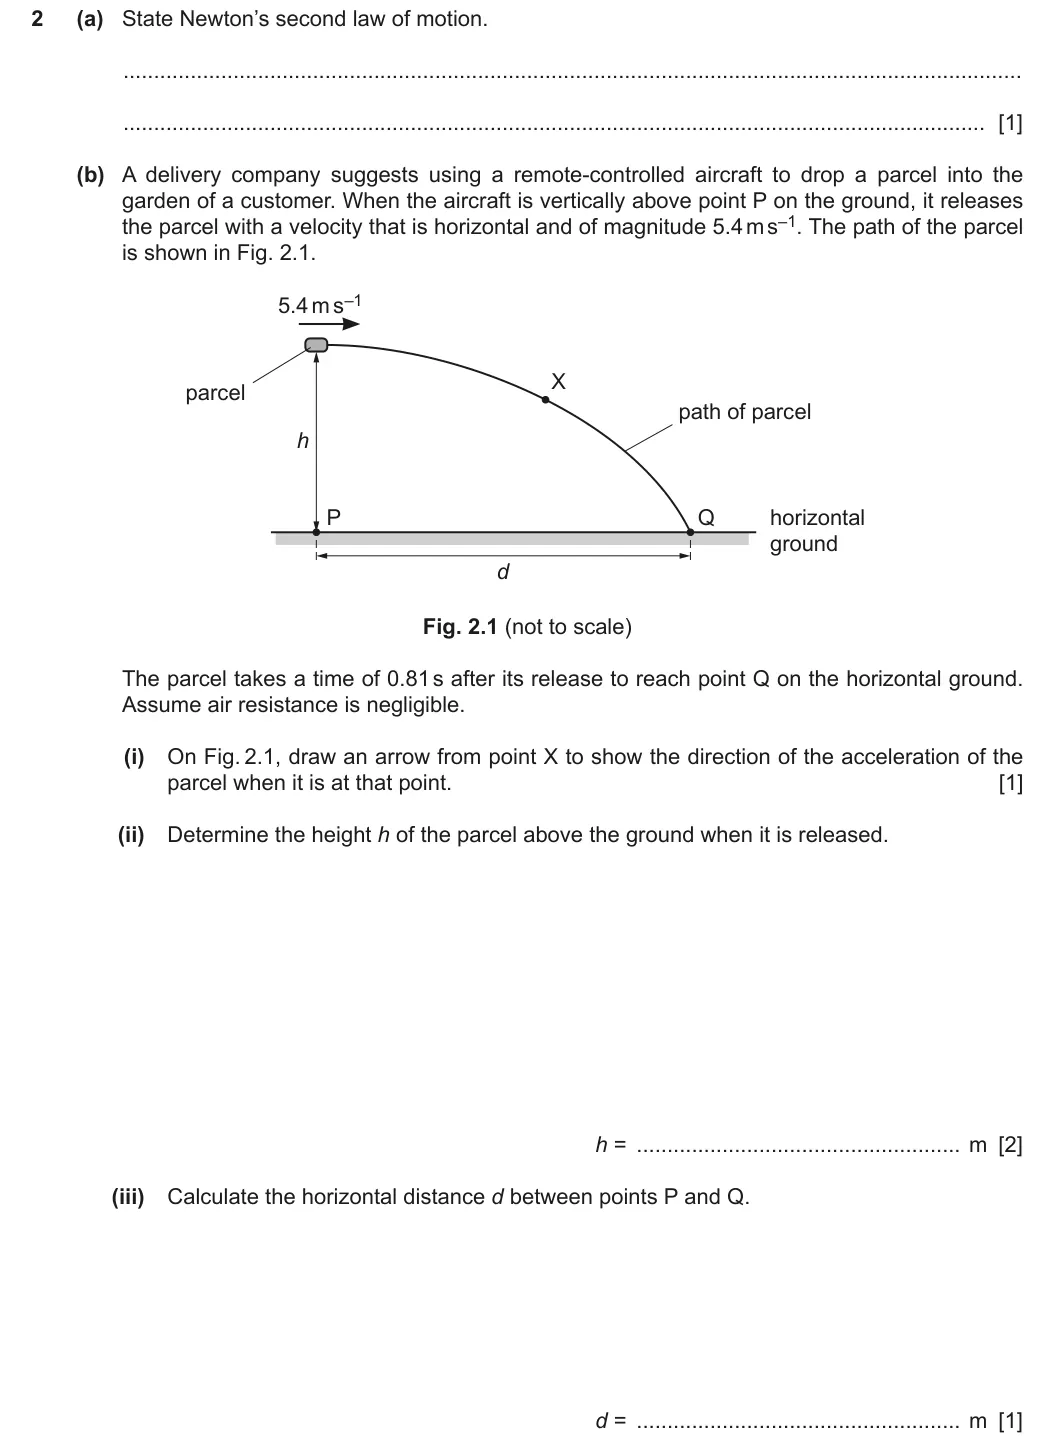 2 (a) State Newton's second law of motion.
..........................................................................................................................................
.................................................................................................................................... [1]
(b) A delivery company suggests using a remote-controlled aircraft to drop a parcel into the
garden of a customer. When the aircraft is vertically above point P on the ground, it releases
the parcel with a velocity that is horizontal and of magnitude 5.4 m s⁻¹. The path of the parcel
is shown in Fig. 2.1.
5.4 m s⁻¹
X
parcel
path of parcel
h
P
Q
horizontal
ground
d
Fig. 2.1 (not to scale)
The parcel takes a time of 0.81 s after its release to reach point Q on the horizontal ground.
Assume air resistance is negligible.
(i) On Fig. 2.1, draw an arrow from point X to show the direction of the acceleration of the
parcel when it is at that point. [1]
(ii) Determine the height h of the parcel above the ground when it is released.
h = ..................................................... m [2]
(iii) Calculate the horizontal distance d between points P and Q.
d = ..................................................... m [1]